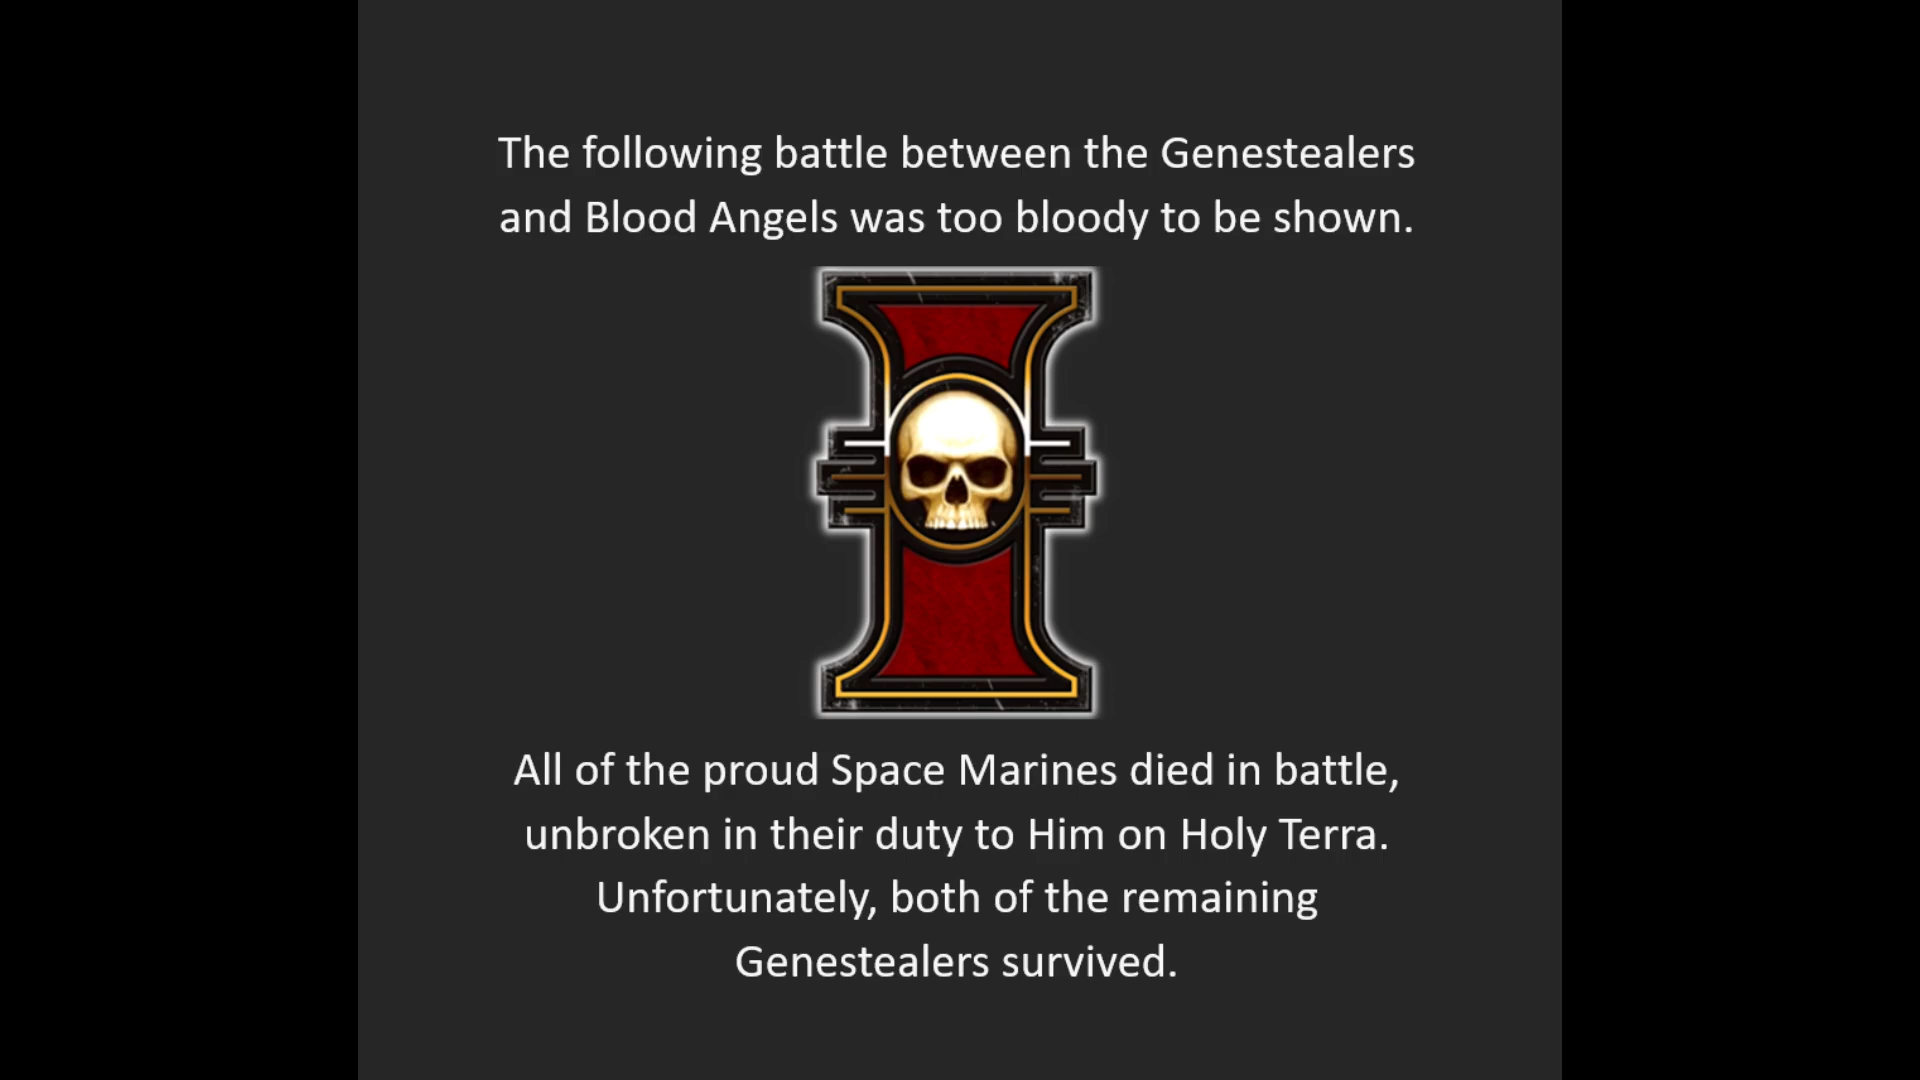 The following battle between the Genestealers
and Blood Angels was too bloody to be shown.
All of the proud Space Marines died in battle,
unbroken in their duty to Him on Holy Terra.
Unfortunately, both of the remaining
Genestealers survived.